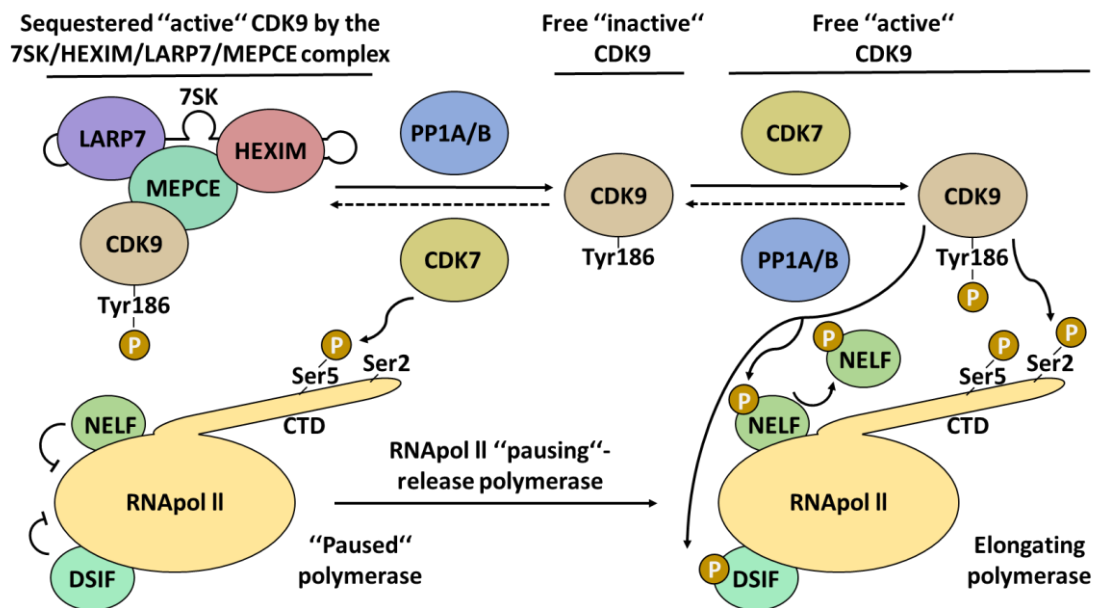 Sequestered “active“ CDK9 by the
7SK/HEXIM/LARP7/MEPCE complex
Free “inactive“
CDK9
Free “active“
CDK9
7SK
LARP7
HEXIM
MEPCE
CDK9
Tyr186
P
PP1A/B
CDK7
CDK9
Tyr186
CDK7
PP1A/B
CDK9
Tyr186
P
P
Ser5
Ser2
CTD
NELF
RNApol ll
DSIF
“Paused“
polymerase
RNApol ll “pausing“-
release polymerase
P
NELF
P
NELF
P
Ser5
P
Ser2
CTD
RNApol ll
P
DSIF
Elongating
polymerase